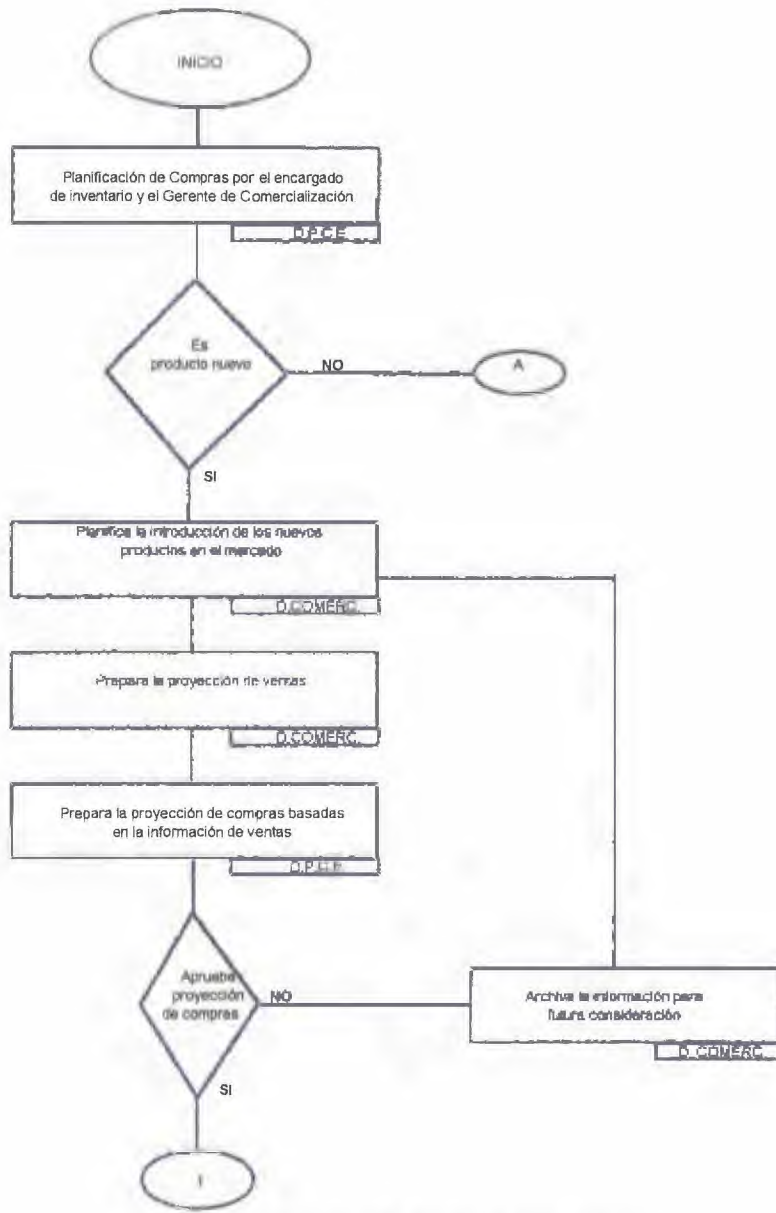 INICIO
Planificación de Compras por el encargado
de inventario y el Gerente de Comercialización
D.P.C.E.
Es
producto nuevo
NO
A
SI
Planifica la introducción de los nuevos
productos en el mercado
D.COMERC.
Prepara la proyección de ventas
D.COMERC.
Prepara la proyección de compras basadas
en la información de ventas
D.P.C.E.
Aprueba
proyección
de compras
NO
Archiva la información para
futura consideración
D. COMERC.
SI
1